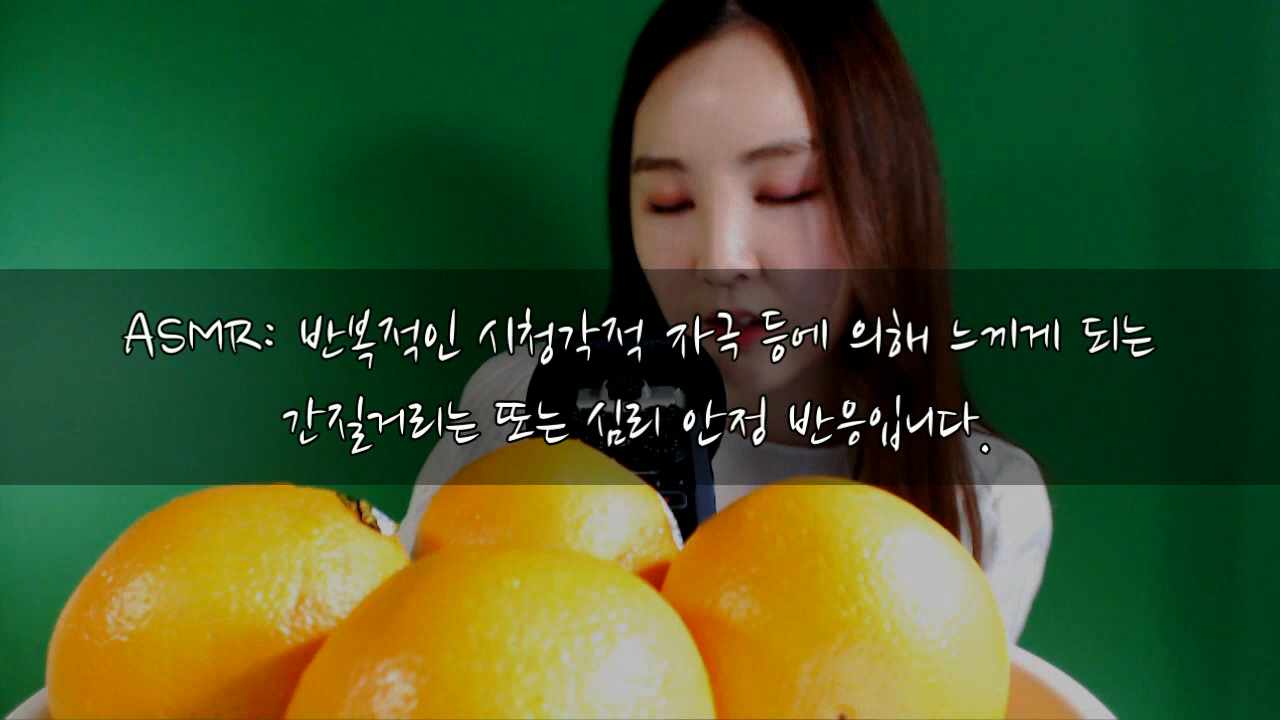 ASMR: 반복적인 시청각적 자극 등에 의해 느끼게 되는
간질거리는 또는 심리 안정 반응입니다.